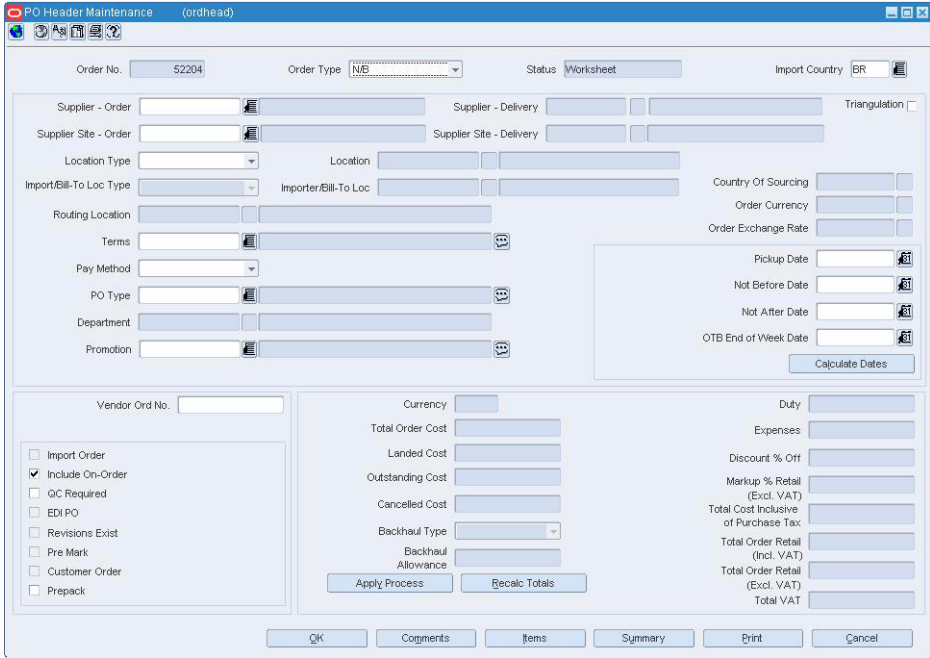 PO Header Maintenance (ordhead)
Order No. 52204 Order Type N/B Status Worksheet Import Country BR
Supplier - Order Supplier - Delivery Triangulation
Supplier Site - Order Supplier Site - Delivery
Location Type Location
Import/Bill-To Loc Type Importer/Bill-To Loc Country Of Sourcing
Order Currency
Routing Location
Order Exchange Rate
Terms
Pickup Date
Pay Method
Not Before Date
PO Type
Not After Date
Department
OTB End of Week Date
Promotion
Calculate Dates
Vendor Ord No.
Import Order
Include On-Order
QC Required
EDI PO
Revisions Exist
Pre Mark
Customer Order
Prepack
Currency
Total Order Cost
Landed Cost
Outstanding Cost
Cancelled Cost
Backhaul Type
Backhaul
Allowance
Apply Process Recalc Totals
Duty
Expenses
Discount % Off
Markup % Retail
(Excl. VAT)
Total Cost Inclusive
of Purchase Tax
Total Order Retail
(Incl. VAT)
Total Order Retail
(Excl. VAT)
Total VAT
OK Comments Items Summary Print Cancel